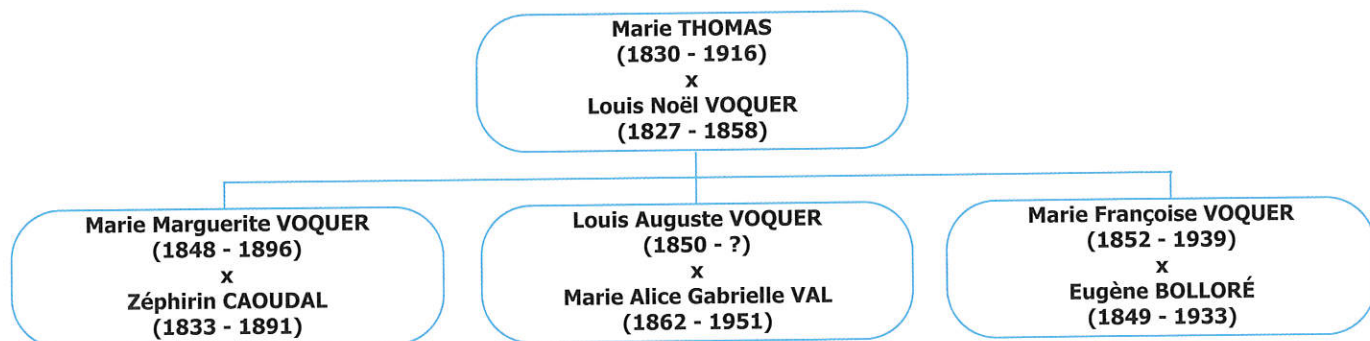 Marie THOMAS
(1830 - 1916)
x
Louis Noël VOQUER
(1827 - 1858)
Marie Marguerite VOQUER
(1848 - 1896)
x
Zéphirin CAOUDAL
(1833 - 1891)
Louis Auguste VOQUER
(1850 - ?)
x
Marie Alice Gabrielle VAL
(1862 - 1951)
Marie Françoise VOQUER
(1852 - 1939)
x
Eugène BOLLORÉ
(1849 - 1933)